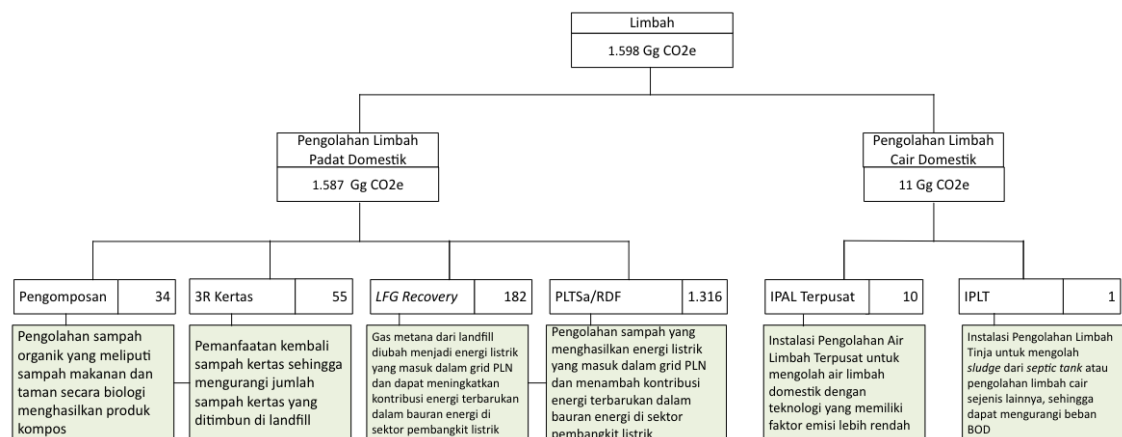 Limbah
1.598 Gg CO2e
Pengolahan Limbah
Padat Domestik
1.587 Gg CO2e
Pengolahan Limbah
Cair Domestik
11 Gg CO2e
Pengomposan 34
3R Kertas 55
LFG Recovery 182
PLTSa/RDF 1.316
IPAL Terpusat 10
IPLT 1
Pengolahan sampah
organik yang meliputi
sampah makanan dan
taman secara biologi
menghasilkan produk
kompos
Pemanfaatan kembali
sampah kertas sehingga
mengurangi jumlah
sampah kertas yang
ditimbun di landfill
Gas metana dari landfill
diubah menjadi energi listrik
yang masuk dalam grid PLN
dan dapat meningkatkan
kontribusi energi terbarukan
dalam bauran energi di
sektor pembangkit listrik
Pengolahan sampah yang
menghasilkan energi listrik
yang masuk dalam grid PLN
dan menambah kontribusi
energi terbarukan dalam
bauran energi di sektor
pembangkit listrik
Instalasi Pengolahan Air
Limbah Terpusat untuk
mengolah air limbah
domestik dengan
teknologi yang memiliki
faktor emisi lebih rendah
Instalasi Pengolahan Limbah
Tinja untuk mengolah
sludge dari septic tank atau
pengolahan limbah cair
sejenis lainnya, sehingga
dapat mengurangi beban
BOD